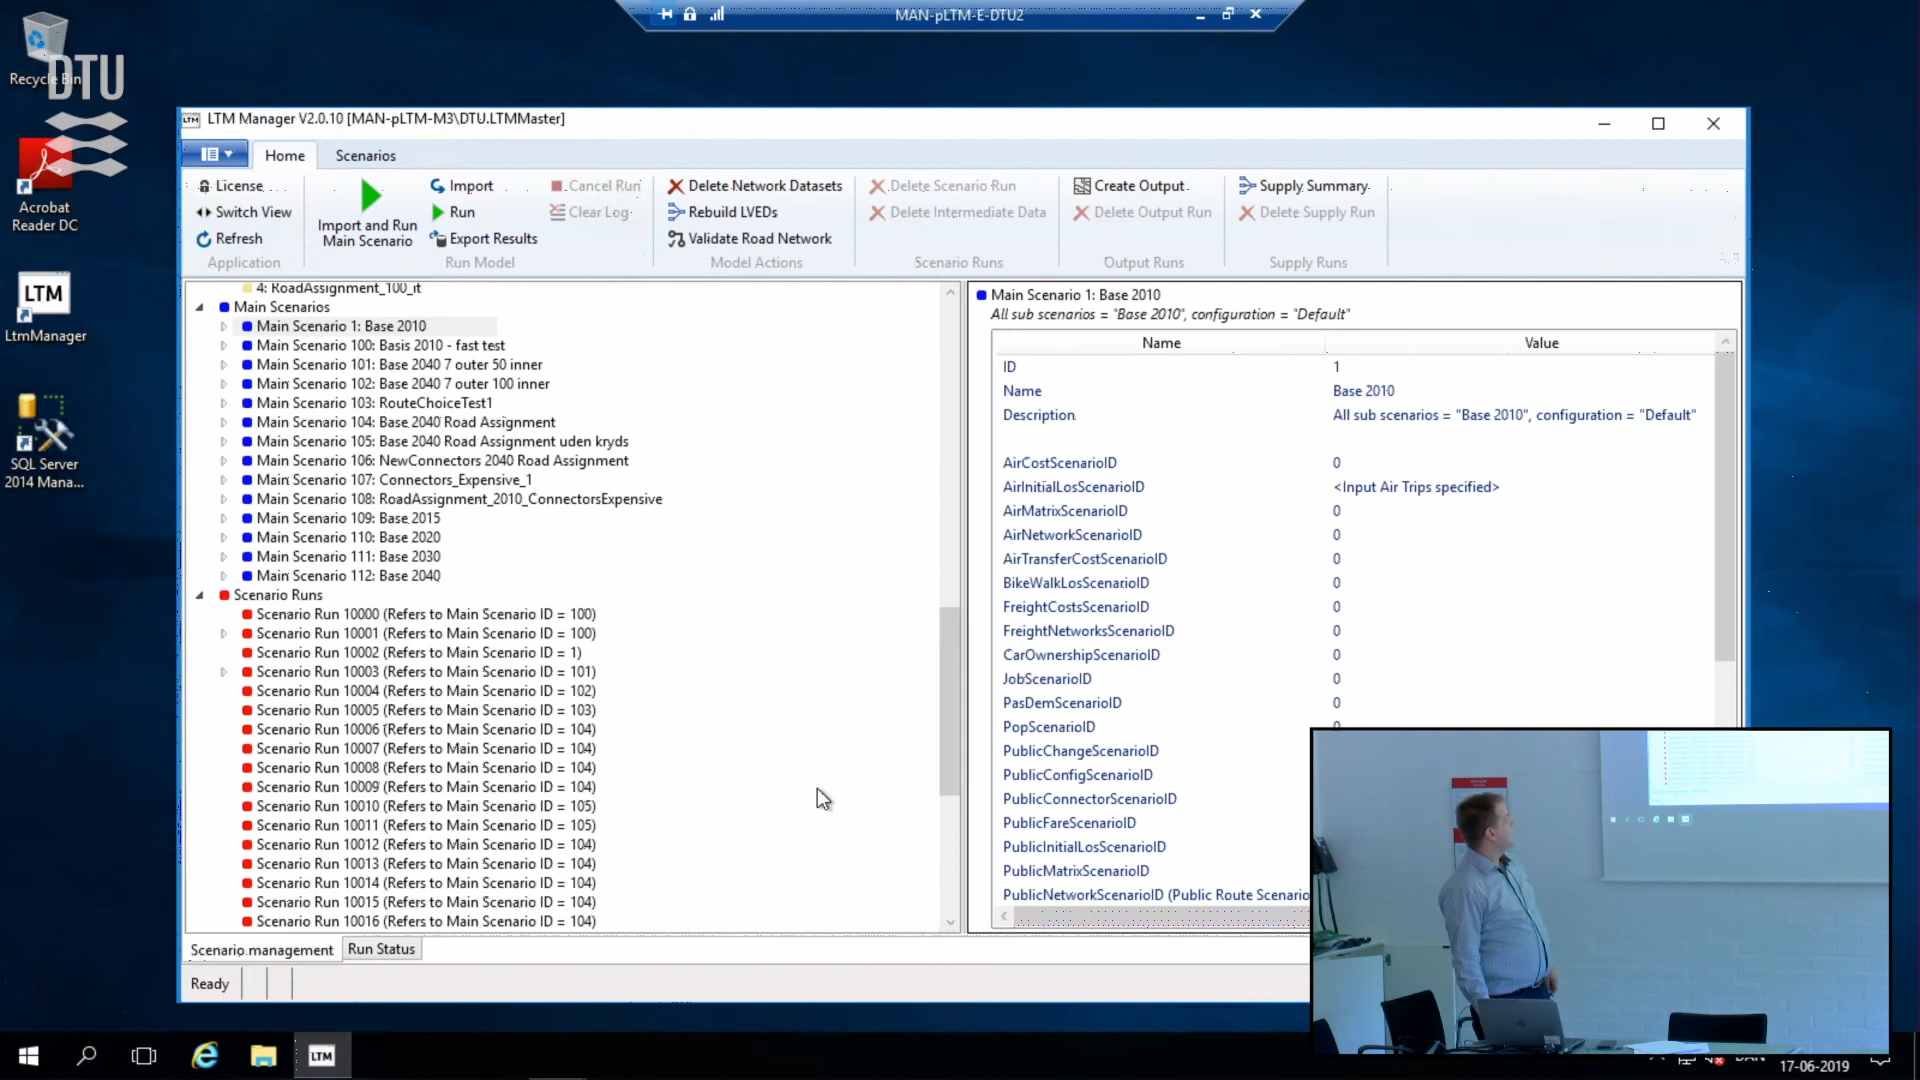 MAN-pLTM-E-DTU2
Recycle Bin
DTU
Acrobat
Reader DC
LTM
LtmManager
SQL Server
2014 Mana...
LTM
LTM Manager V2.0.10 [MAN-pLTM-M3\DTU.LTMMaster]
Home
Scenarios
License
Switch View
Refresh
Application
Import and Run
Main Scenario
Import
Run
Export Results
Cancel Run
Clear Log
Run Model
Delete Network Datasets
Rebuild LVEDs
Validate Road Network
Model Actions
Delete Scenario Run
Delete Intermediate Data
Scenario Runs
Create Output
Delete Output Run
Output Runs
Supply Summary
Delete Supply Run
Supply Runs
4: RoadAssignment_100_it
Main Scenarios
Main Scenario 1: Base 2010
Main Scenario 100: Basis 2010 - fast test
Main Scenario 101: Base 2040 7 outer 50 inner
Main Scenario 102: Base 2040 7 outer 100 inner
Main Scenario 103: RouteChoiceTest1
Main Scenario 104: Base 2040 Road Assignment
Main Scenario 105: Base 2040 Road Assignment uden kryds
Main Scenario 106: NewConnectors 2040 Road Assignment
Main Scenario 107: Connectors_Expensive_1
Main Scenario 108: RoadAssignment_2010_ConnectorsExpensive
Main Scenario 109: Base 2015
Main Scenario 110: Base 2020
Main Scenario 111: Base 2030
Main Scenario 112: Base 2040
Scenario Runs
Scenario Run 10000 (Refers to Main Scenario ID = 100)
Scenario Run 10001 (Refers to Main Scenario ID = 100)
Scenario Run 10002 (Refers to Main Scenario ID = 1)
Scenario Run 10003 (Refers to Main Scenario ID = 101)
Scenario Run 10004 (Refers to Main Scenario ID = 102)
Scenario Run 10005 (Refers to Main Scenario ID = 103)
Scenario Run 10006 (Refers to Main Scenario ID = 104)
Scenario Run 10007 (Refers to Main Scenario ID = 104)
Scenario Run 10008 (Refers to Main Scenario ID = 104)
Scenario Run 10009 (Refers to Main Scenario ID = 104)
Scenario Run 10010 (Refers to Main Scenario ID = 105)
Scenario Run 10011 (Refers to Main Scenario ID = 105)
Scenario Run 10012 (Refers to Main Scenario ID = 104)
Scenario Run 10013 (Refers to Main Scenario ID = 104)
Scenario Run 10014 (Refers to Main Scenario ID = 104)
Scenario Run 10015 (Refers to Main Scenario ID = 104)
Scenario Run 10016 (Refers to Main Scenario ID = 104)
Main Scenario 1: Base 2010
All sub scenarios = "Base 2010", configuration = "Default"
Name Value
ID 1
Name Base 2010
Description All sub scenarios = "Base 2010", configuration = "Default"
AirCostScenarioID 0
AirInitialLosScenarioID <Input Air Trips specified>
AirMatrixScenarioID 0
AirNetworkScenarioID 0
AirTransferCostScenarioID 0
BikeWalkLosScenarioID 0
FreightCostsScenarioID 0
FreightNetworksScenarioID 0
CarOwnershipScenarioID 0
JobScenarioID 0
PasDemScenarioID 0
PopScenarioID 0
PublicChangeScenarioID
PublicConfigScenarioID
PublicConnectorScenarioID
PublicFareScenarioID
PublicInitialLosScenarioID
PublicMatrixScenarioID
PublicNetworkScenarioID (Public Route Scenario
Scenario management
Run Status
Ready
LTM
17-06-2019